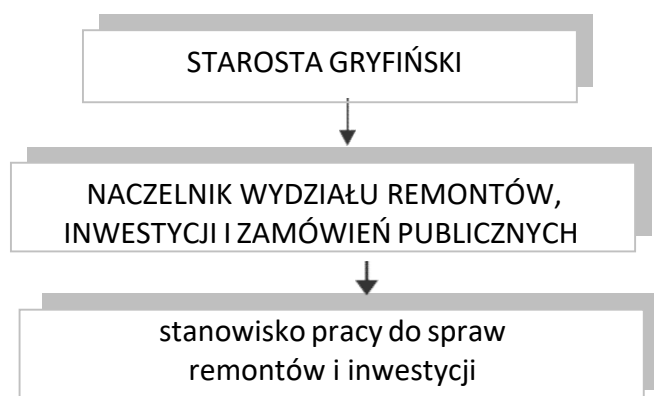 STAROSTA GRYFIŃSKI
NACZELNIK WYDZIAŁU REMONTÓW,
INWESTYCJI I ZAMÓWIEŃ PUBLICZNYCH
stanowisko pracy do spraw
remontów i inwestycji